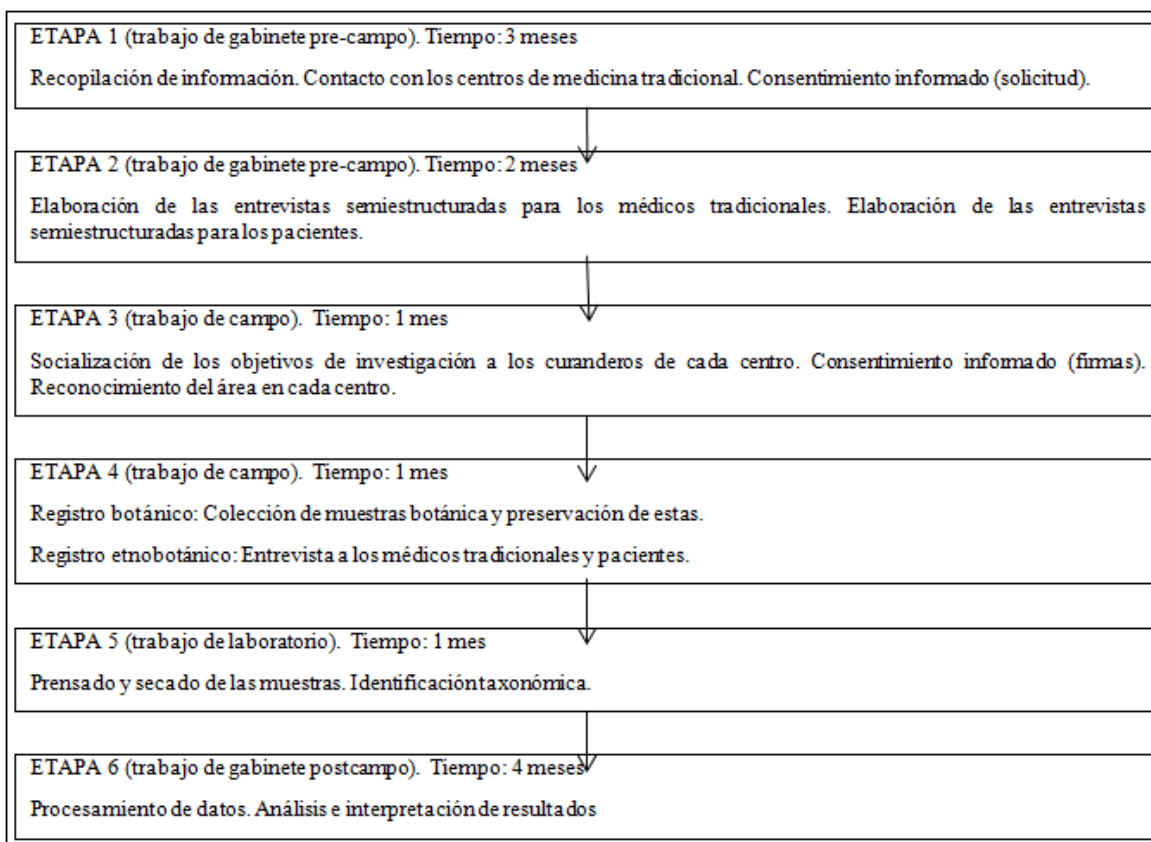 ETAPA 1 (trabajo de gabinete pre-campo). Tiempo: 3 meses
Recopilación de información. Contacto con los centros de medicina tradicional. Consentimiento informado (solicitud).
ETAPA 2 (trabajo de gabinete pre-campo). Tiempo: 2 meses
Elaboración de las entrevistas semiestructuradas para los médicos tradicionales. Elaboración de las entrevistas
semiestructuradas para los pacientes.
ETAPA 3 (trabajo de campo). Tiempo: 1 mes
Socialización de los objetivos de investigación a los curanderos de cada centro. Consentimiento informado (firmas).
Reconocimiento del área en cada centro.
ETAPA 4 (trabajo de campo). Tiempo: 1 mes
Registro botánico: Colección de muestras botánica y preservación de estas.
Registro etnobotánico: Entrevista a los médicos tradicionales y pacientes.
ETAPA 5 (trabajo de laboratorio). Tiempo: 1 mes
Prensado y secado de las muestras. Identificación taxonómica.
ETAPA 6 (trabajo de gabinete postcampo). Tiempo: 4 meses
Procesamiento de datos. Análisis e interpretación de resultados